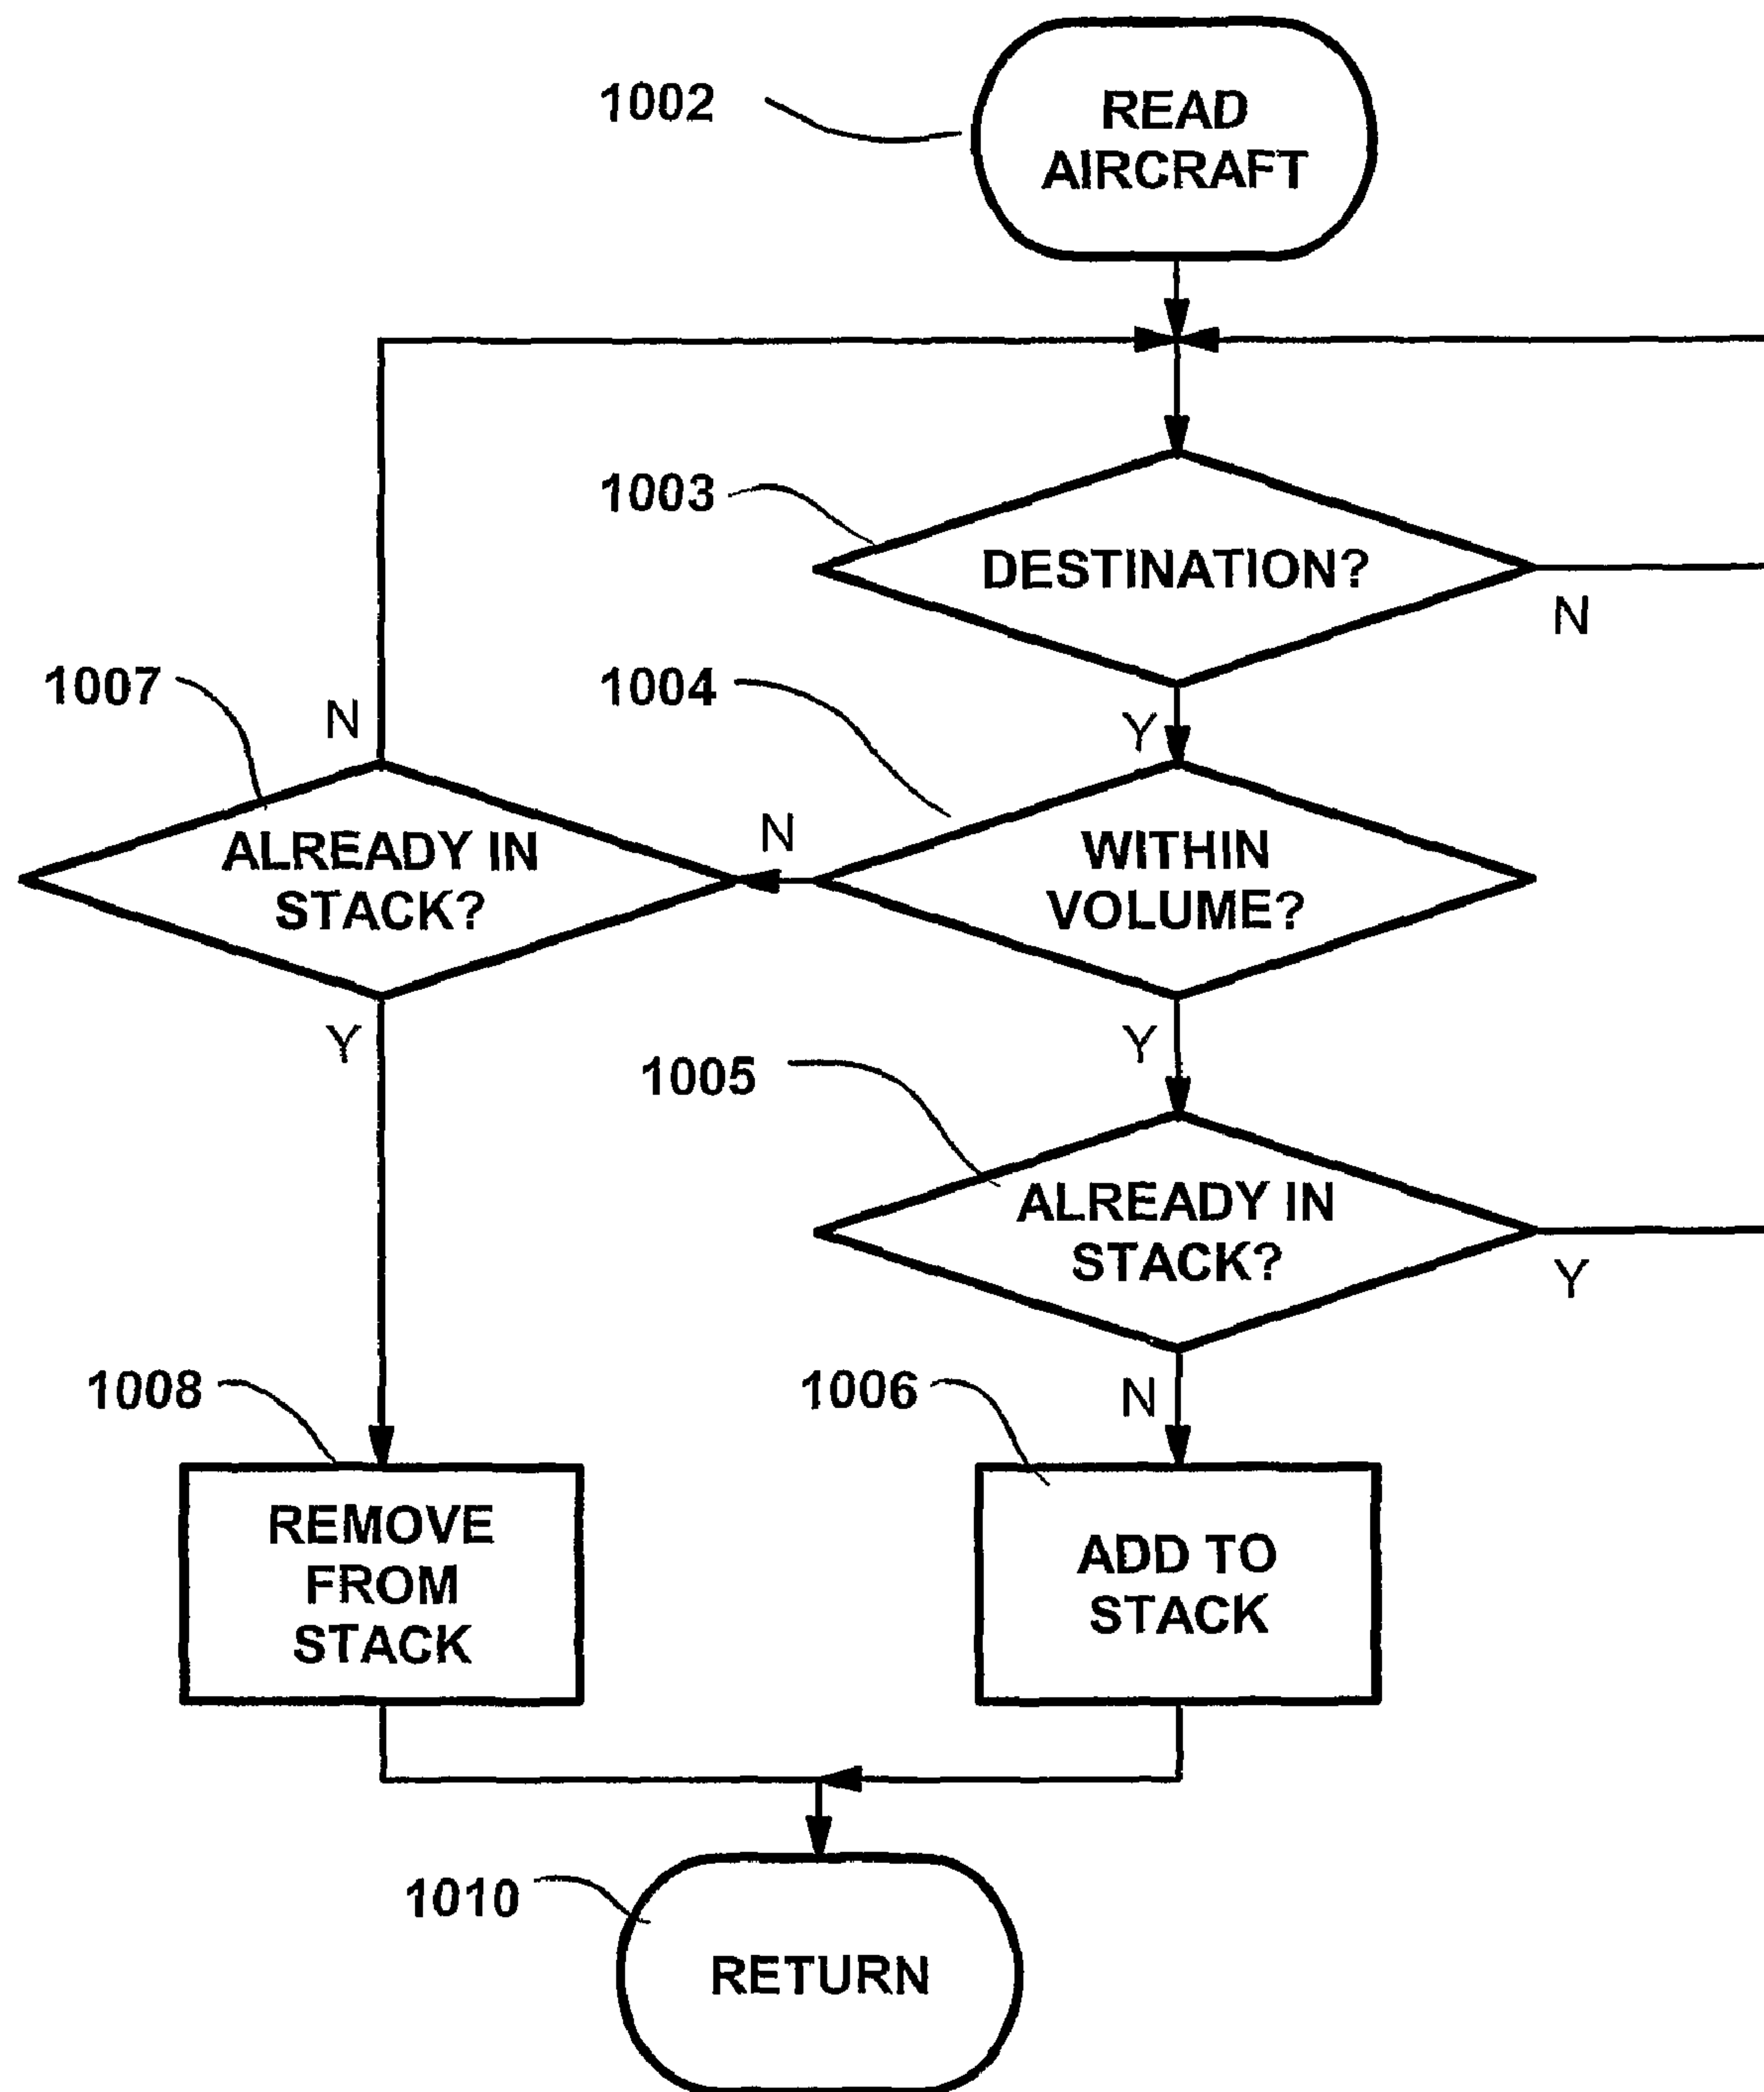 1002
READ
AIRCRAFT
1003
DESTINATION?
N
1007
N
1004
Y
ALREADY IN
STACK?
N
WITHIN
VOLUME?
Y
1005
Y
ALREADY IN
STACK?
Y
1008
1006
N
REMOVE
FROM
STACK
ADD TO
STACK
1010
RETURN